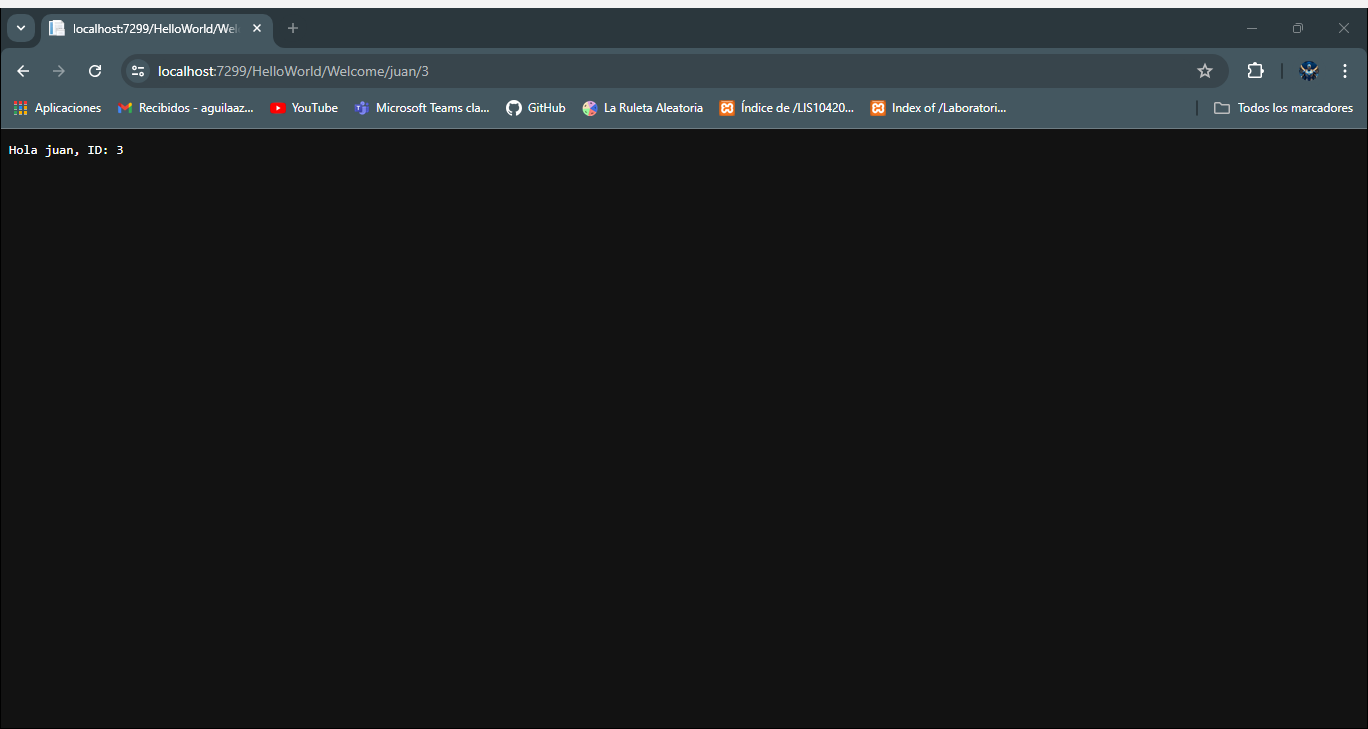 localhost:7299/HelloWorld/Wel
localhost:7299/HelloWorld/Welcome/juan/3
Aplicaciones Recibidos - aguilaaz... YouTube Microsoft Teams cla... GitHub La Ruleta Aleatoria Índice de /LIS10420... Index of /Laboratori... Todos los marcadores
Hola juan, ID: 3